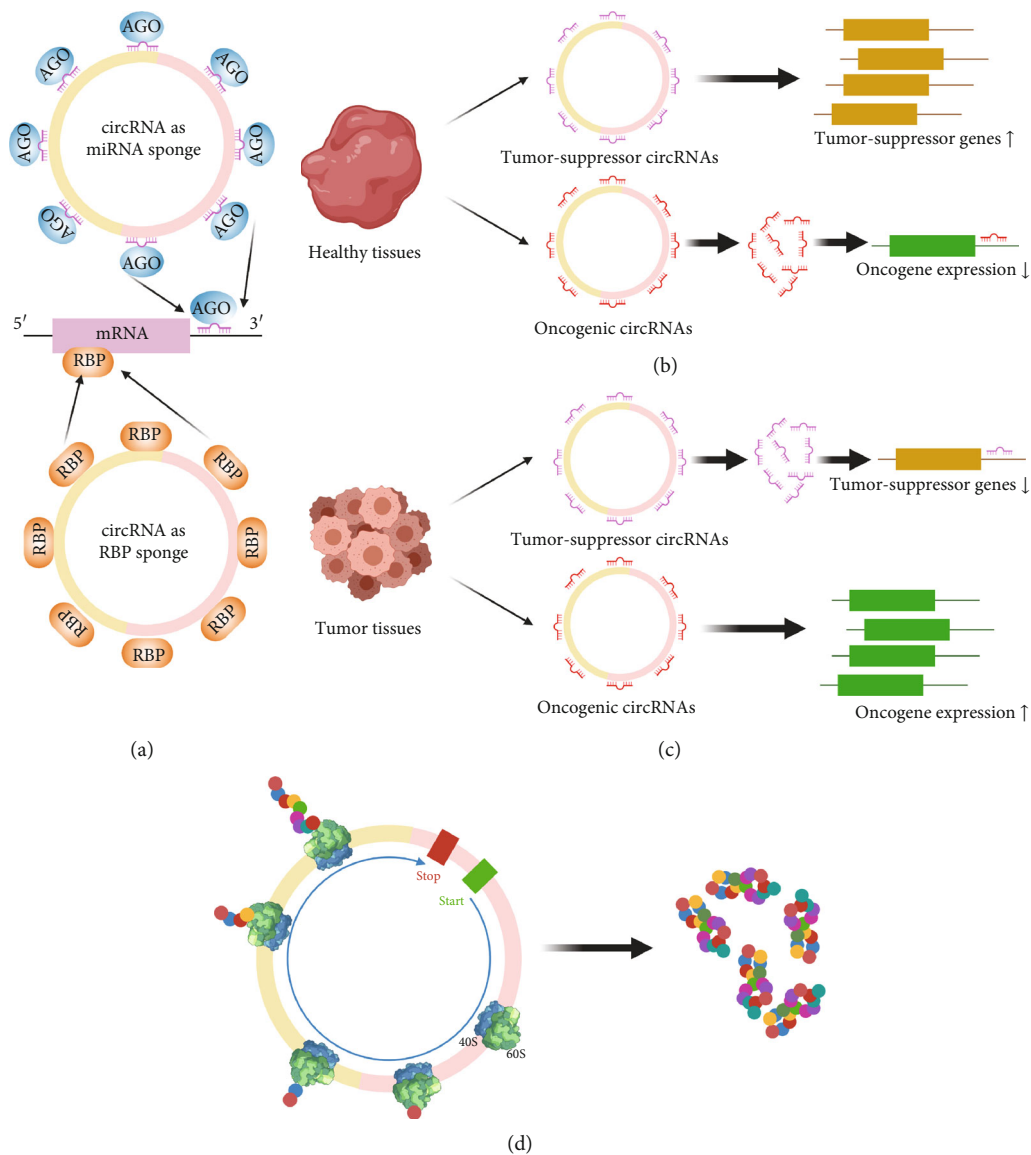 AGO
AGO
AGO
AGO
AGO
AGO
AGO
AGO
circRNA as
miRNA sponge
AGO
5′
3′
mRNA
RBP
RBP
RBP
RBP
RBP
RBP
RBP
RBP
RBP
circRNA as
RBP sponge
(a)
Healthy tissues
Tumor-suppressor circRNAs
Tumor-suppressor genes ↑
Oncogenic circRNAs
Oncogene expression ↓
(b)
Tumor tissues
Tumor-suppressor circRNAs
Tumor-suppressor genes ↓
Oncogenic circRNAs
Oncogene expression ↑
(c)
Stop
Start
40S
60S
(d)